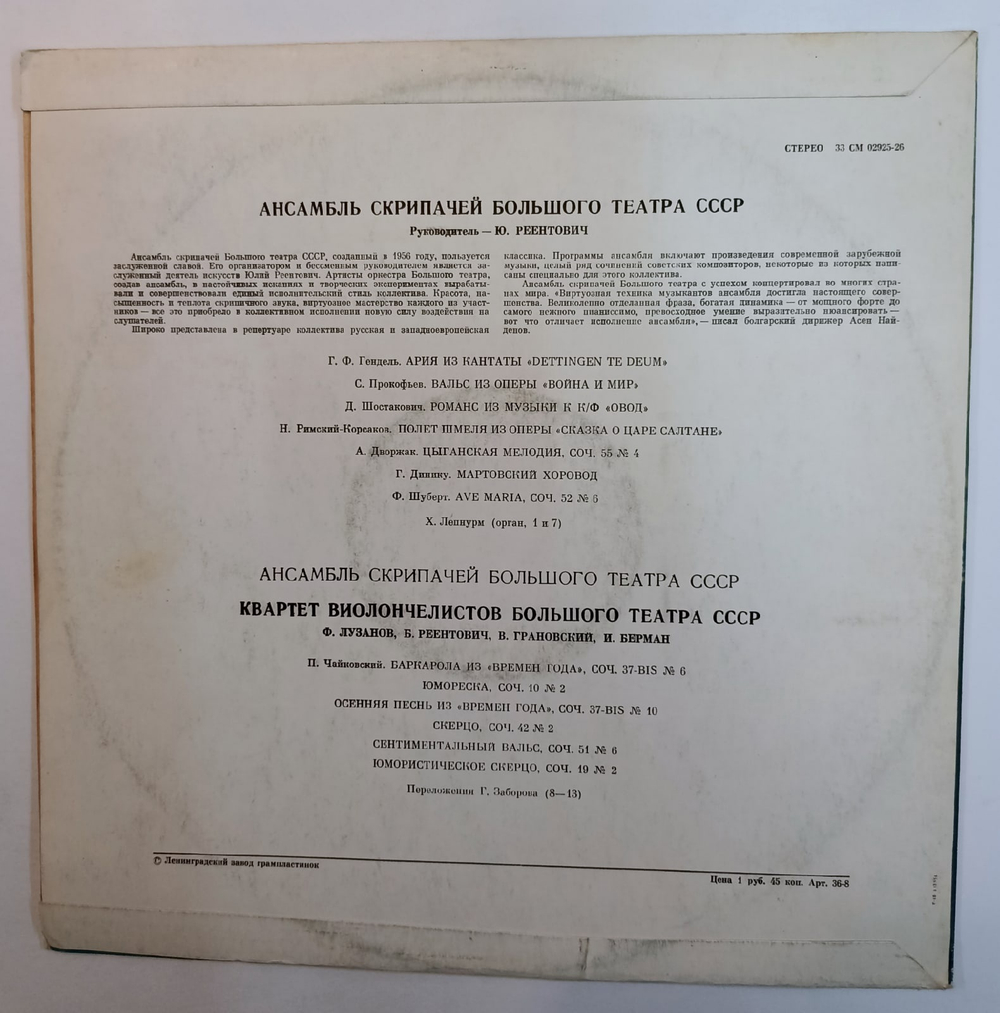 СТЕРЕО 33 СМ 02925-26
АНСАМБЛЬ СКРИПАЧЕЙ БОЛЬШОГО ТЕАТРА СССР
Руководитель — Ю. РЕЕНТОВИЧ
Ансамбль скрипачей Большого театра СССР, созданный в 1956 году, пользуется
заслуженной славой. Его организатором и бессменным руководителем является за-
служенный деятель искусств Юлий Реентович. Артисты оркестра Большого театра,
создав ансамбль, в настойчивых исканиях и творческих экспериментах вырабаты-
вали и совершенствовали единый исполнительский стиль коллектива. Красота, на-
сыщенность и теплота скрипичного звука, виртуозное мастерство каждого из участ-
ников — все это приобрело в коллективном исполнении новую силу воздействия на
слушателей.
Широко представлена в репертуаре коллектива русская и западноевропейская
классика. Программы ансамбля включают произведения современной зарубежной
музыки, целый ряд сочинений советских композиторов, некоторые из которых напи-
саны специально для этого коллектива.
Ансамбль скрипачей Большого театра с успехом концертировал во многих стра-
нах мира. «Виртуозная техника музыкантов ансамбля достигла настоящего совер-
шенства. Великолепно отделанная фраза, богатая динамика — от мощного форте до
самого нежного пианиссимо, превосходное умение выразительно нюансировать —
вот что отличает исполнение ансамбля», — писал болгарский дирижер Асен Най-
денов.
Г. Ф. Гендель. АРИЯ ИЗ КАНТАТЫ «DETTINGEN TE DEUM»
С. Прокофьев. ВАЛЬС ИЗ ОПЕРЫ «ВОЙНА И МИР»
Д. Шостакович. РОМАНС ИЗ МУЗЫКИ К К/Ф «ОВОД»
Н. Римский-Корсаков. ПОЛЕТ ШМЕЛЯ ИЗ ОПЕРЫ «СКАЗКА О ЦАРЕ САЛТАНЕ»
А. Дворжак. ЦЫГАНСКАЯ МЕЛОДИЯ, СОЧ. 55 № 4
Г. Динику. МАРТОВСКИЙ ХОРОВОД
Ф. Шуберт. AVE MARIA, СОЧ. 52 № 6
Х. Лепнурм (орган, 1 и 7)
АНСАМБЛЬ СКРИПАЧЕЙ БОЛЬШОГО ТЕАТРА СССР
КВАРТЕТ ВИОЛОНЧЕЛИСТОВ БОЛЬШОГО ТЕАТРА СССР
Ф. ЛУЗАНОВ, Б. РЕЕНТОВИЧ, В. ГРАНОВСКИЙ, И. БЕРМАН
П. Чайковский. БАРКАРОЛА ИЗ «ВРЕМЕН ГОДА», СОЧ. 37-BIS № 6
ЮМОРЕСКА, СОЧ. 10 № 2
ОСЕННЯЯ ПЕСНЬ ИЗ «ВРЕМЕН ГОДА», СОЧ. 37-BIS № 10
СКЕРЦО, СОЧ. 42 № 2
СЕНТИМЕНТАЛЬНЫЙ ВАЛЬС, СОЧ. 51 № 6
ЮМОРИСТИЧЕСКОЕ СКЕРЦО, СОЧ. 19 № 2
Переложения Г. Заборова (8—13)
© Ленинградский завод грампластинок
Цена 1 руб. 45 коп. Арт. 36-8